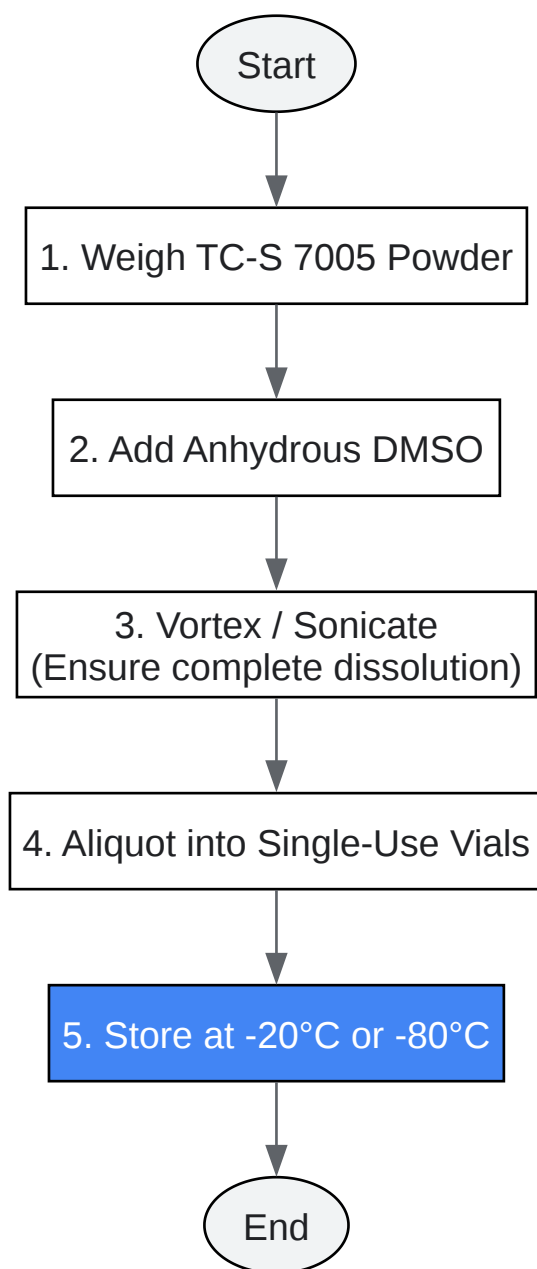 Start
1. Weigh TC-S 7005 Powder
2. Add Anhydrous DMSO
3. Vortex / Sonicate
(Ensure complete dissolution)
4. Aliquot into Single-Use Vials
5. Store at -20°C or -80°C
End